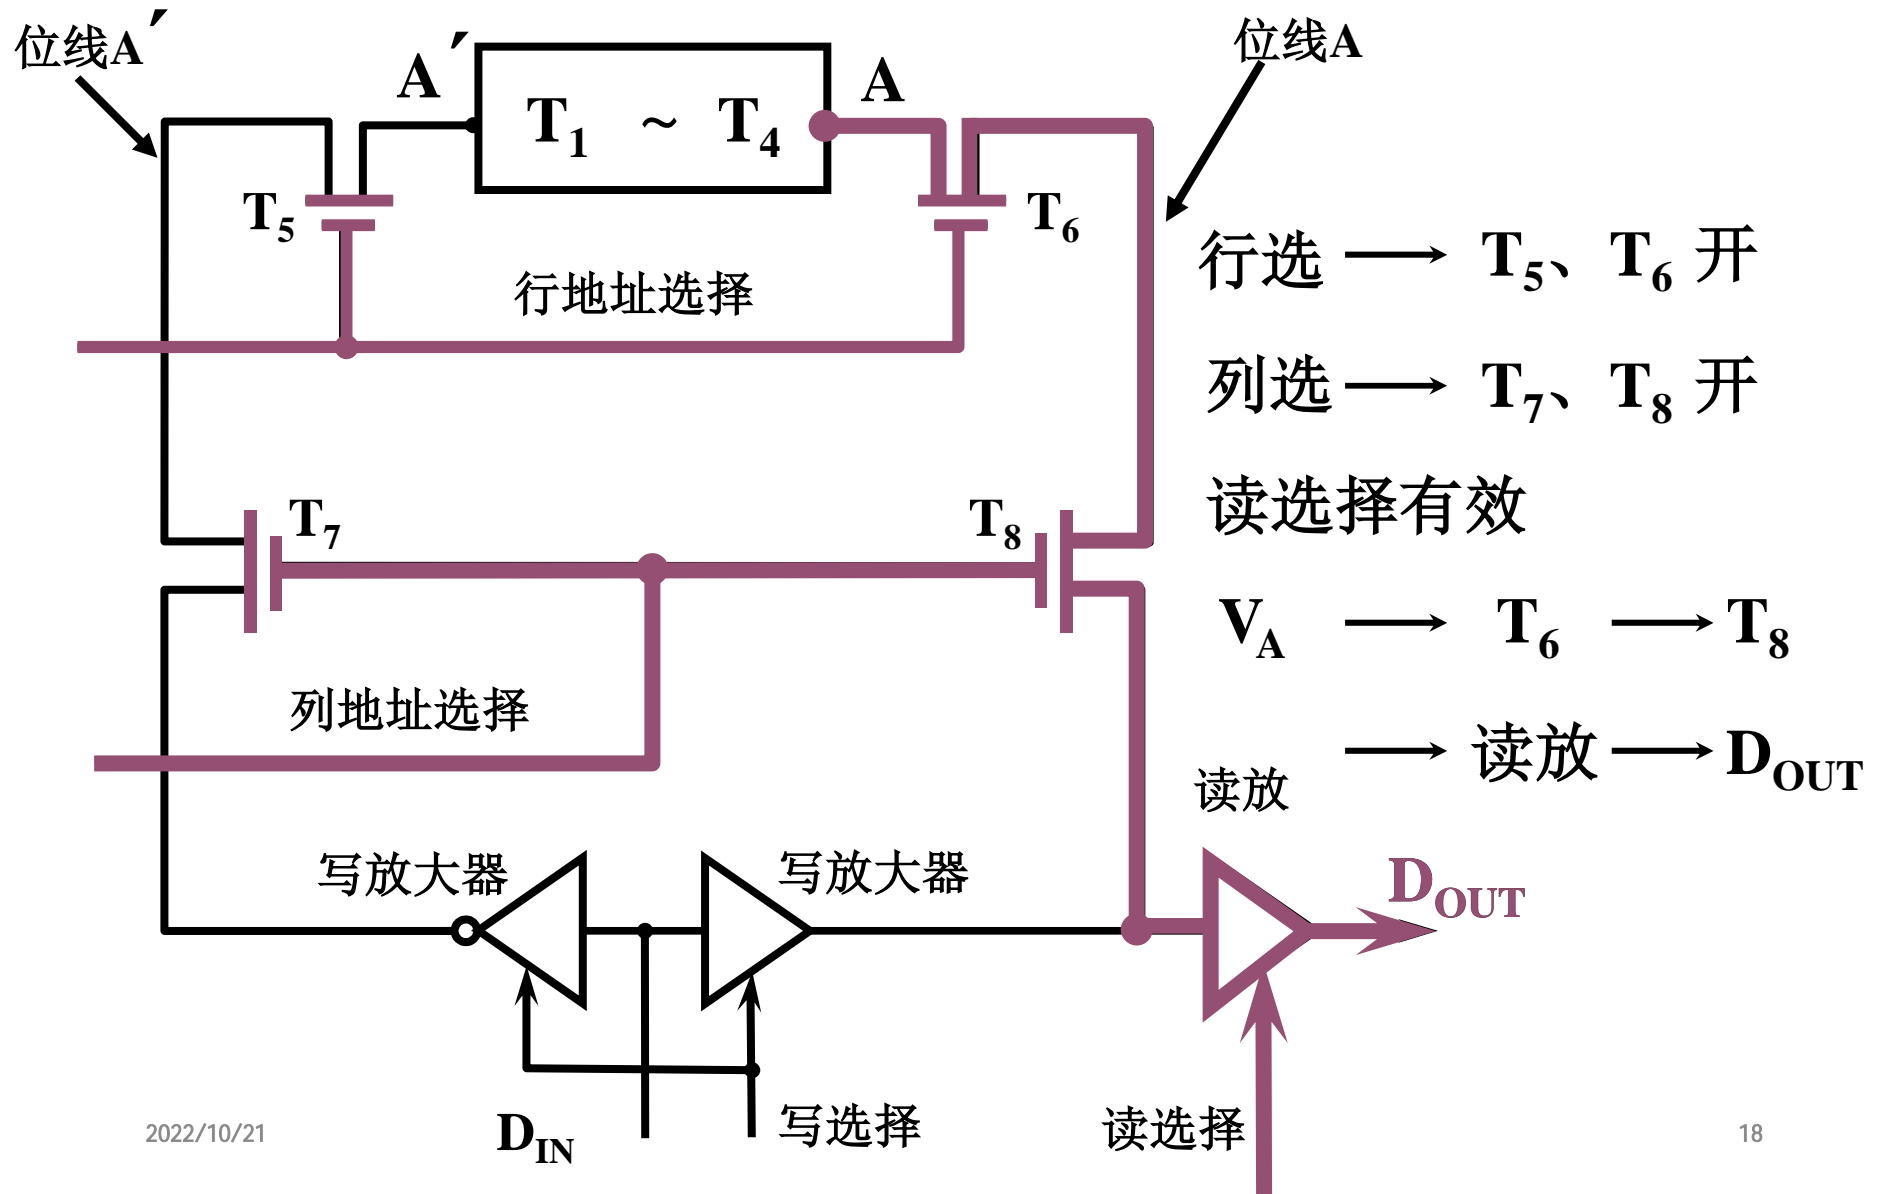 位线A′
A′
T1 ~ T4
A
位线A
T5
T6
行地址选择
行选 → T5、 T6 开
列选 → T7、 T8 开
T7
T8
读选择有效
VA → T6 → T8
→ 读放 → DOUT
列地址选择
读放
写放大器
写放大器
DOUT
DIN
写选择
读选择
2022/10/21
18